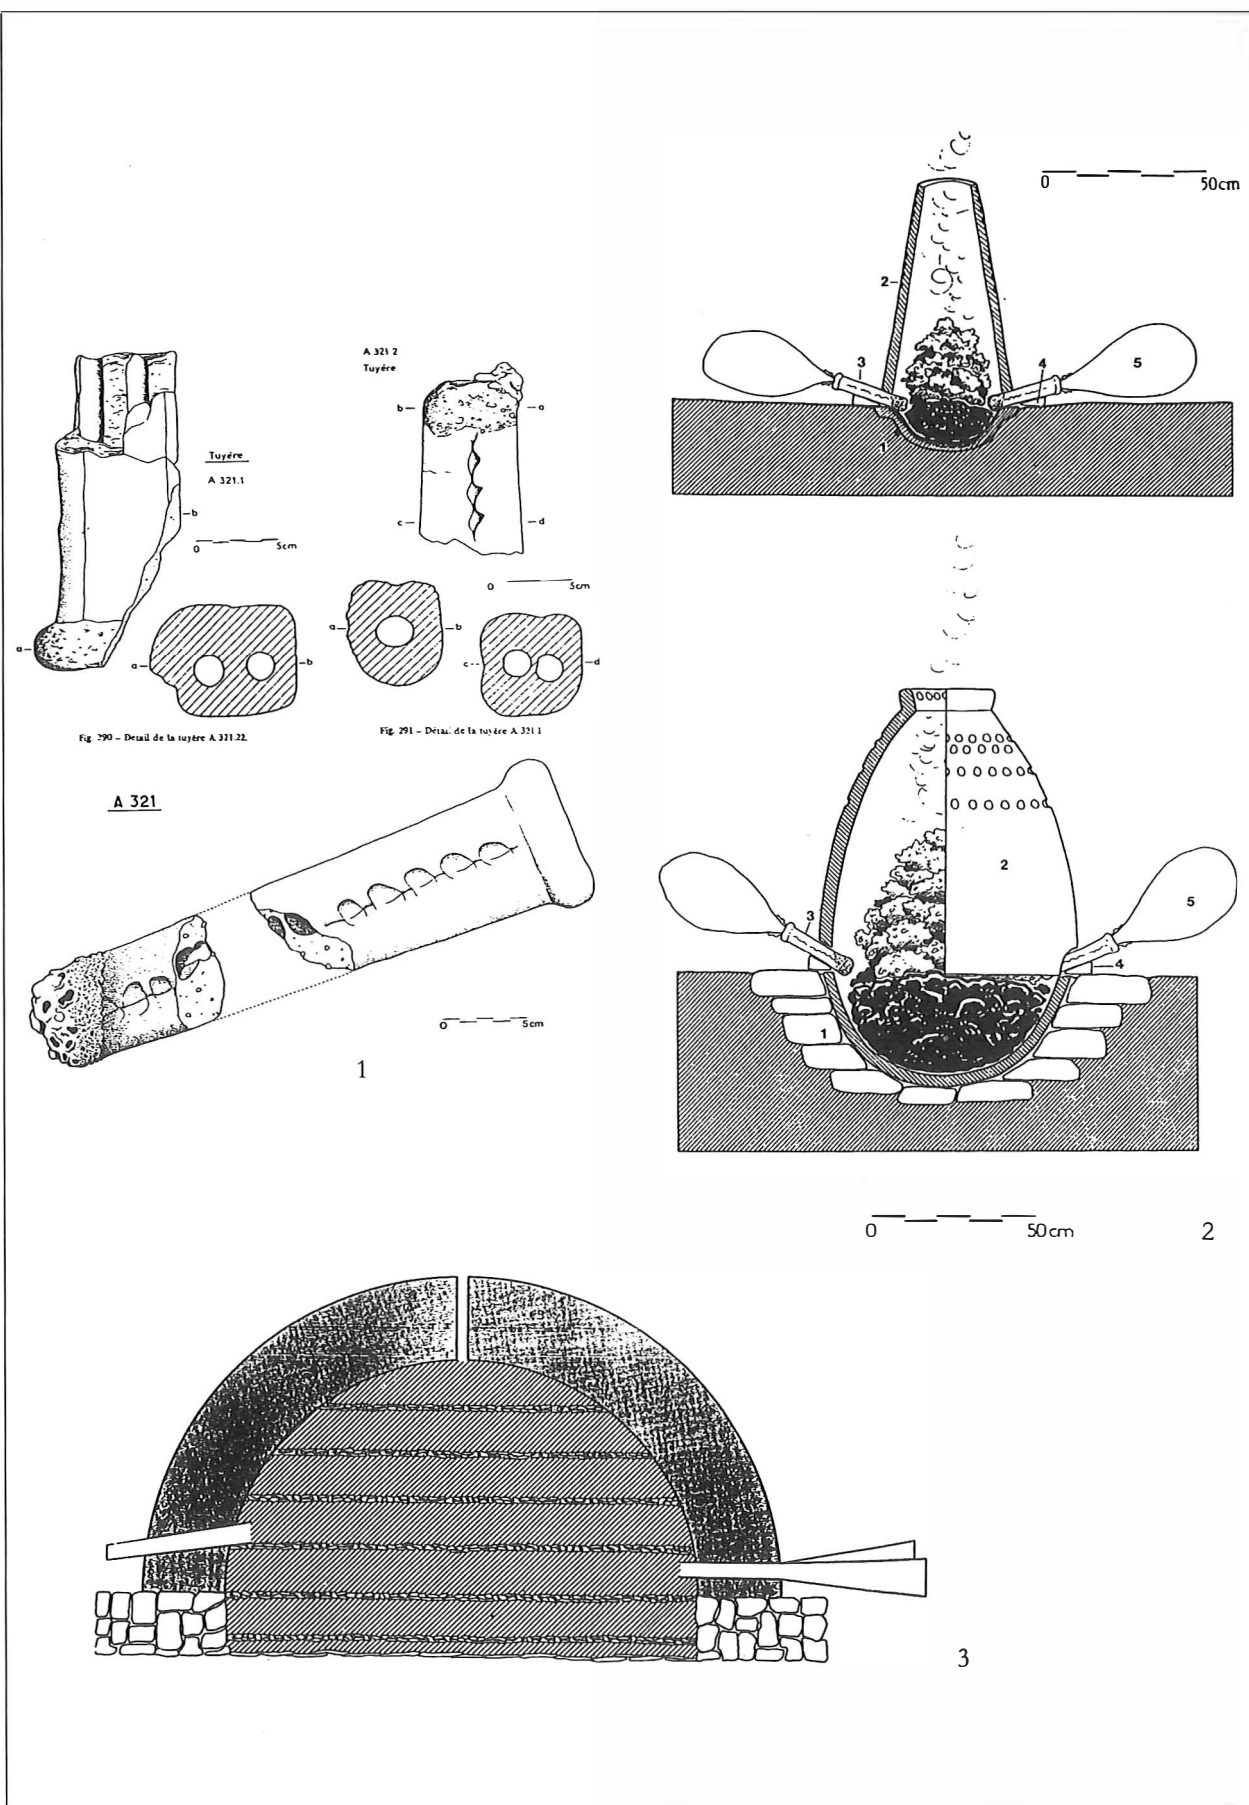 0 50cm
2
3
4
5
1
A 321 2
Tuyére
b
a
Tuyére
A 321.1
b
c
d
0 5cm
0 5cm
a
b
c
d
a
a
b
Fig. 290 – Detail de la tuyère A 321.22.
Fig. 291 – Détail de la tuyère A 321 1
A 321
0 5cm
1
2
3
5
4
1
0 50cm
2
3